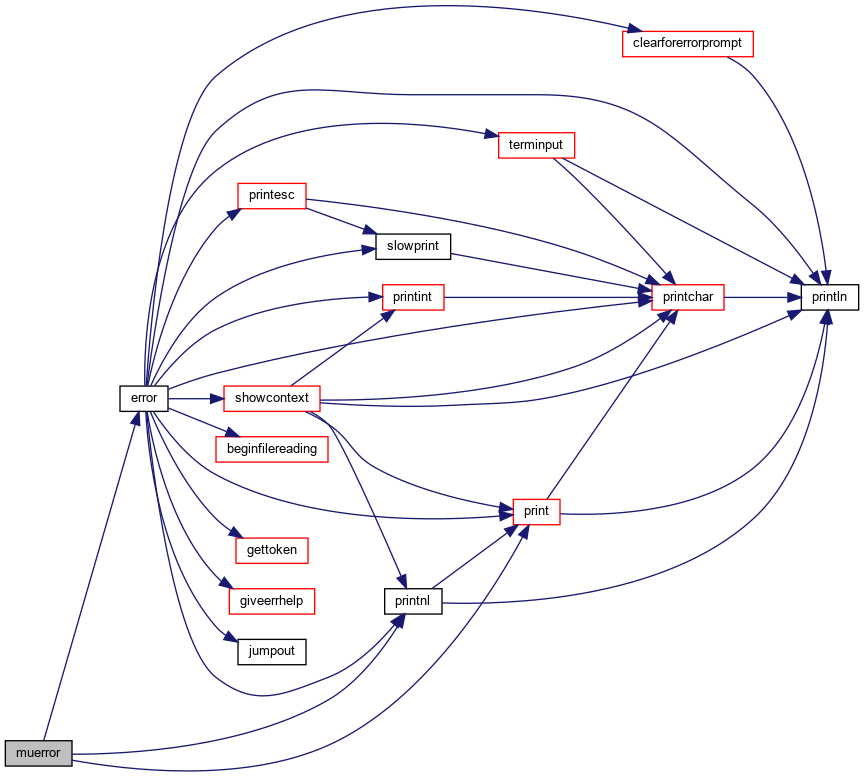 clearforerrorprompt
terminput
printesc
slowprint
printint
printchar
println
error
showcontext
beginfilereading
print
gettoken
giveerrhelp
printnl
jumpout
muerror